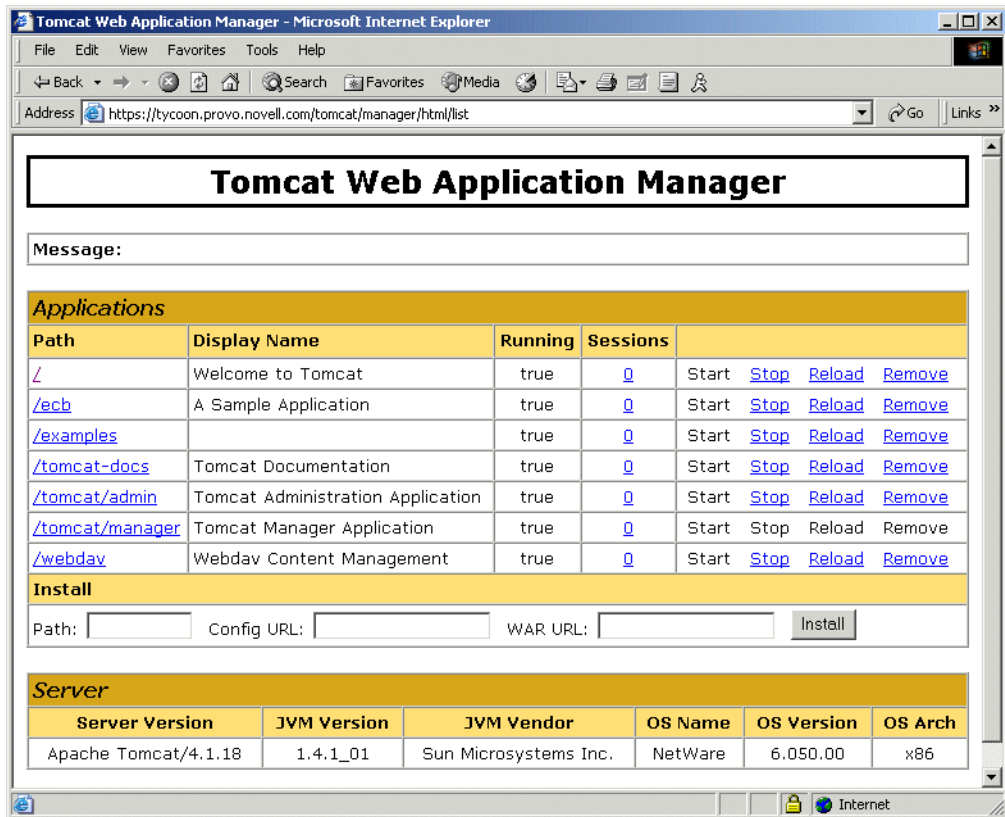 Tomcat Web Application Manager - Microsoft Internet Explorer
File Edit View Favorites Tools Help
Back Search Favorites Media
Address https://tycoon.provo.novell.com/tomcat/manager/html/list Go Links »
Tomcat Web Application Manager
Message:
Applications
Path Display Name Running Sessions
/ Welcome to Tomcat true 0 Start Stop Reload Remove
/ecb A Sample Application true 0 Start Stop Reload Remove
/examples true 0 Start Stop Reload Remove
/tomcat-docs Tomcat Documentation true 0 Start Stop Reload Remove
/tomcat/admin Tomcat Administration Application true 0 Start Stop Reload Remove
/tomcat/manager Tomcat Manager Application true 0 Start Stop Reload Remove
/webdav Webdav Content Management true 0 Start Stop Reload Remove
Install
Path: Config URL: WAR URL: Install
Server
Server Version JVM Version JVM Vendor OS Name OS Version OS Arch
Apache Tomcat/4.1.18 1.4.1_01 Sun Microsystems Inc. NetWare 6.050.00 x86
Internet